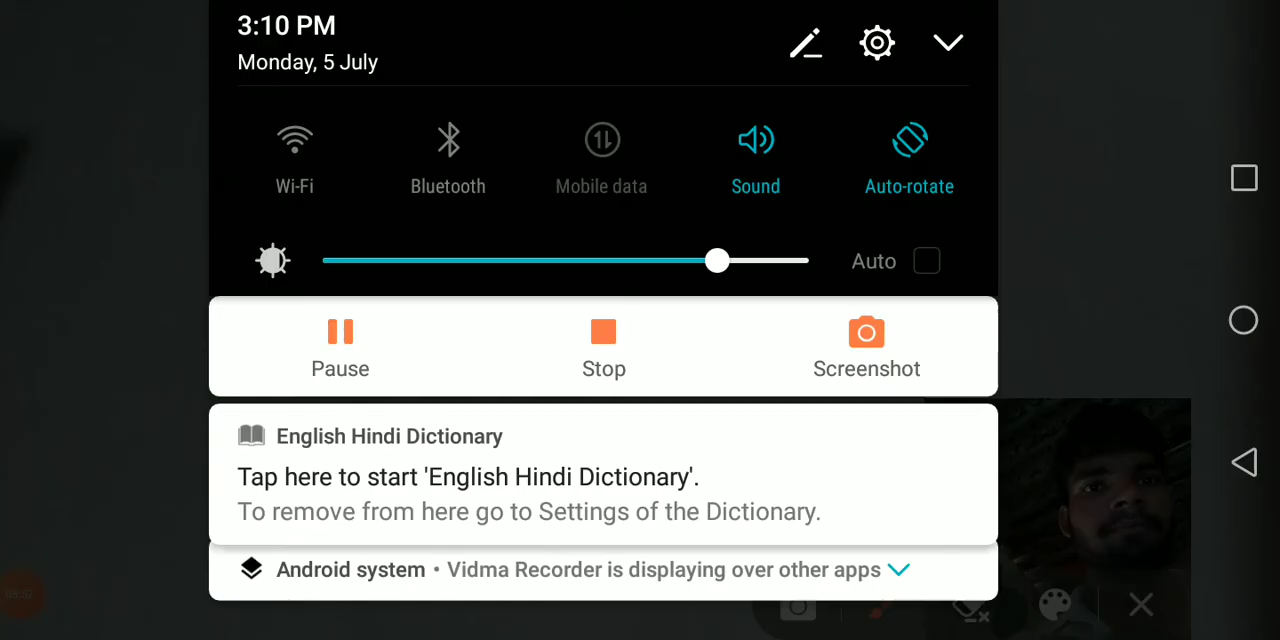 3:10 PM
Monday, 5 July
Wi-Fi
Bluetooth
Mobile data
Sound
Auto-rotate
Auto
Pause
Stop
Screenshot
English Hindi Dictionary
Tap here to start 'English Hindi Dictionary'.
To remove from here go to Settings of the Dictionary.
Android system • Vidma Recorder is displaying over other apps